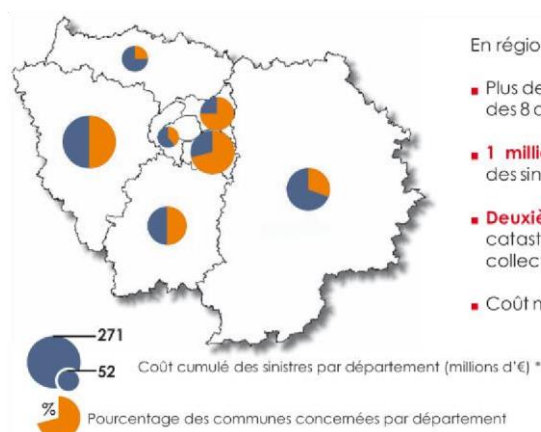 En régio
■ Plus de
des 8 c
■ 1 milli
des sin
■ Deuxiè
catast
collec
■ Coût n
271
52
Coût cumulé des sinistres par département (millions d'€) *
%
Pourcentage des communes concernées par département